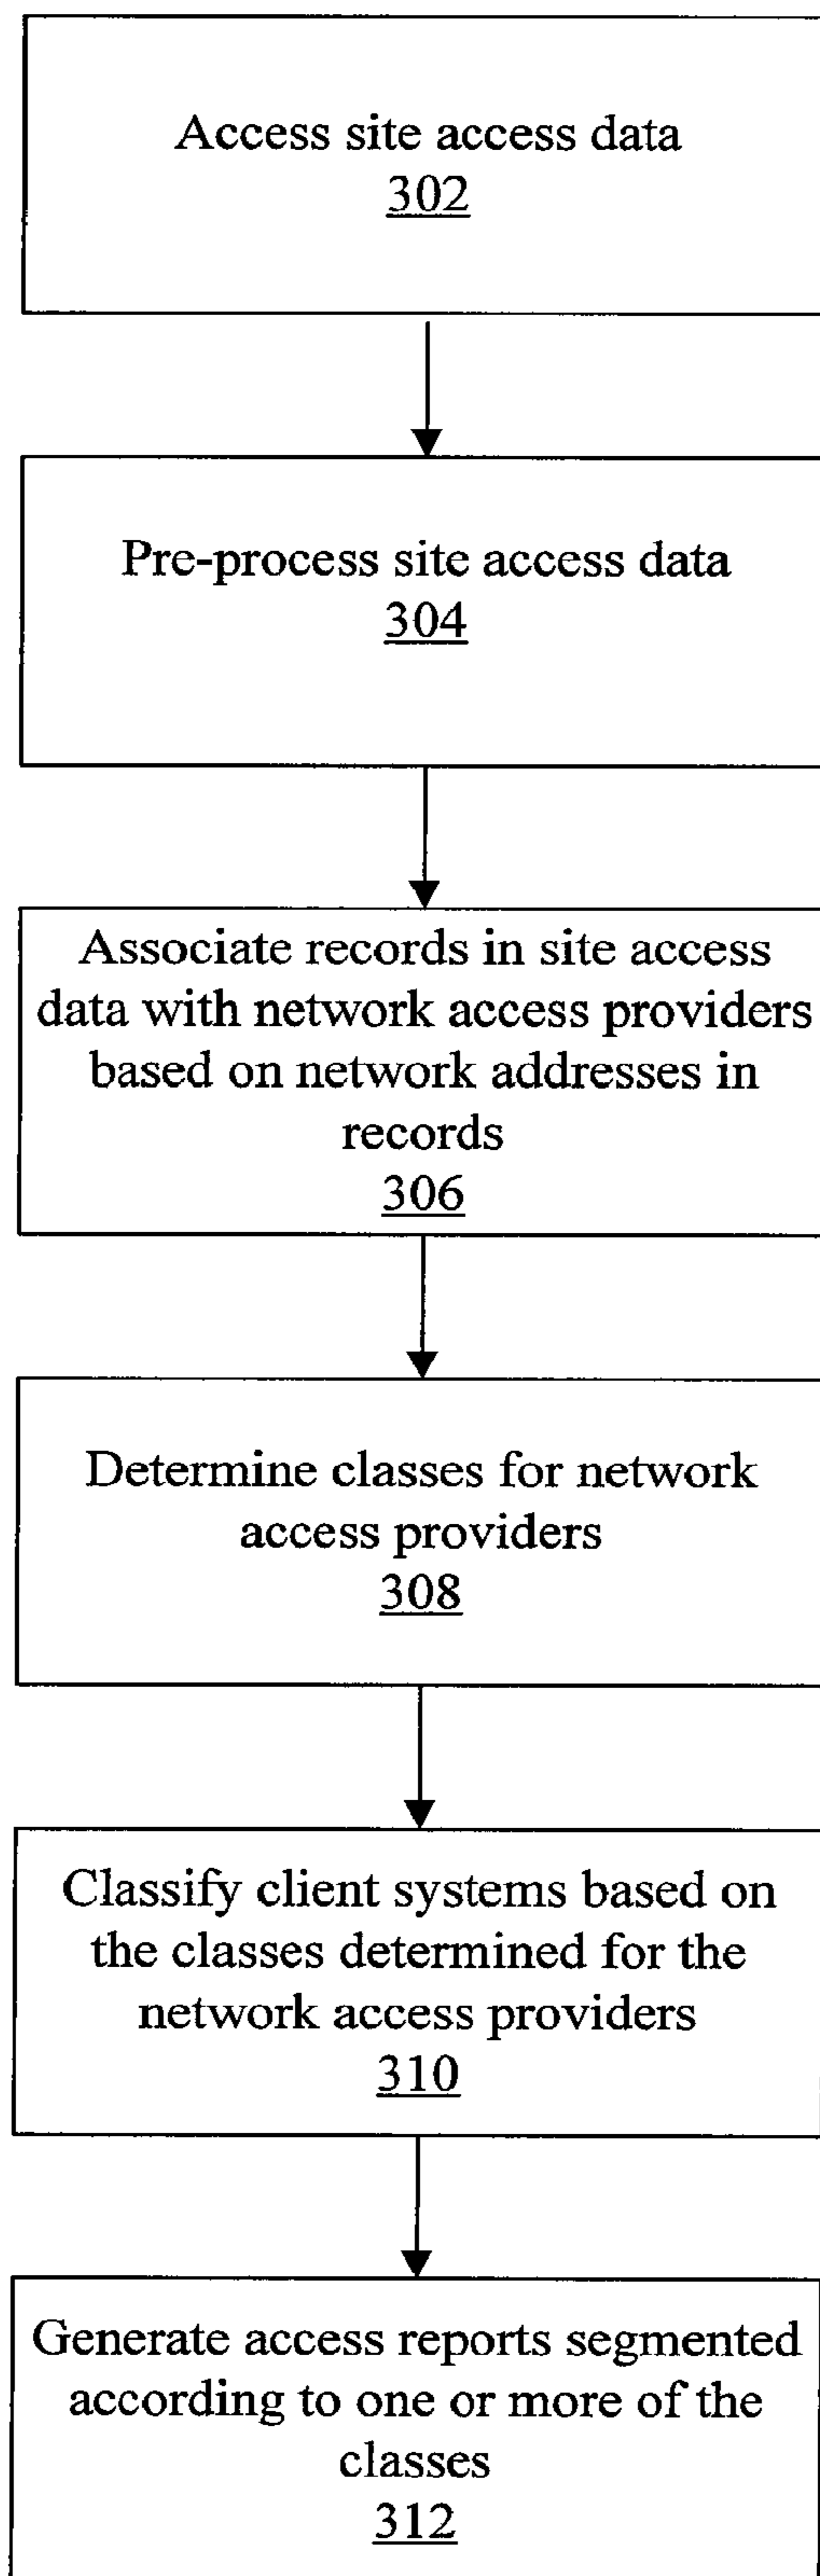 Access site access data
302
Pre-process site access data
304
Associate records in site access
data with network access providers
based on network addresses in
records
306
Determine classes for network
access providers
308
Classify client systems based on
the classes determined for the
network access providers
310
Generate access reports segmented
according to one or more of the
classes
312